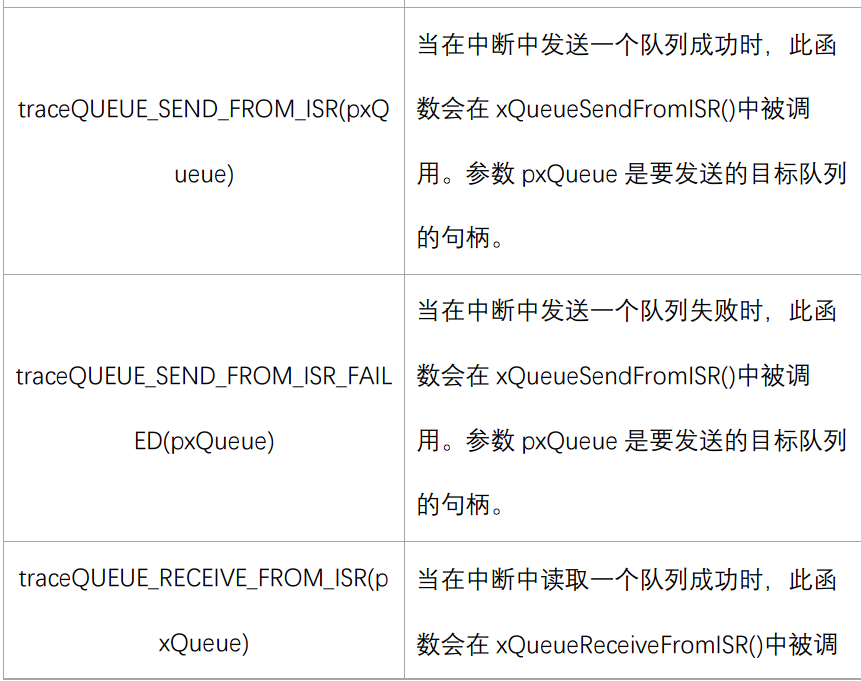 traceQUEUE_SEND_FROM_ISR(pxQ
ueue)
当在中断中发送一个队列成功时，此函
数会在 xQueueSendFromISR()中被调
用。参数 pxQueue 是要发送的目标队列
的句柄。
traceQUEUE_SEND_FROM_ISR_FAIL
ED(pxQueue)
当在中断中发送一个队列失败时，此函
数会在 xQueueSendFromISR()中被调
用。参数 pxQueue 是要发送的目标队列
的句柄。
traceQUEUE_RECEIVE_FROM_ISR(p
xQueue)
当在中断中读取一个队列成功时，此函
数会在 xQueueReceiveFromISR()中被调